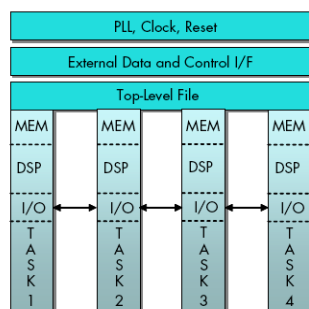 PLL, Clock, Reset
External Data and Control I/F
Top-Level File
MEM MEM MEM MEM
DSP DSP DSP DSP
I/O I/O I/O I/O
T T T T
A A A A
S S S S
K K K K
1 2 3 4